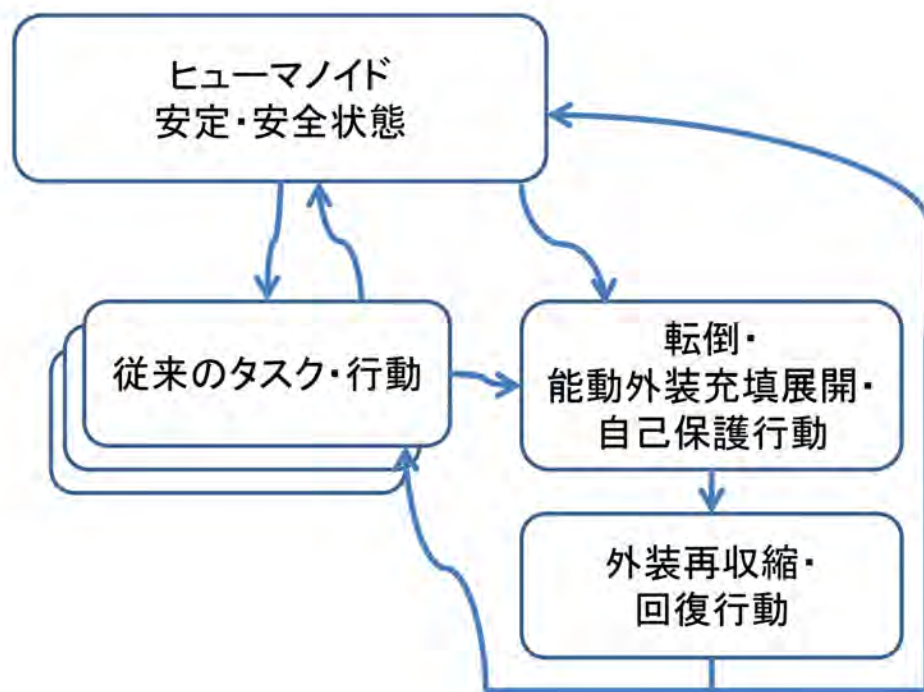 ヒューマノイド
安定・安全状態
従来のタスク・行動
転倒・
能動外装充填展開・
自己保護行動
外装再収縮・
回復行動